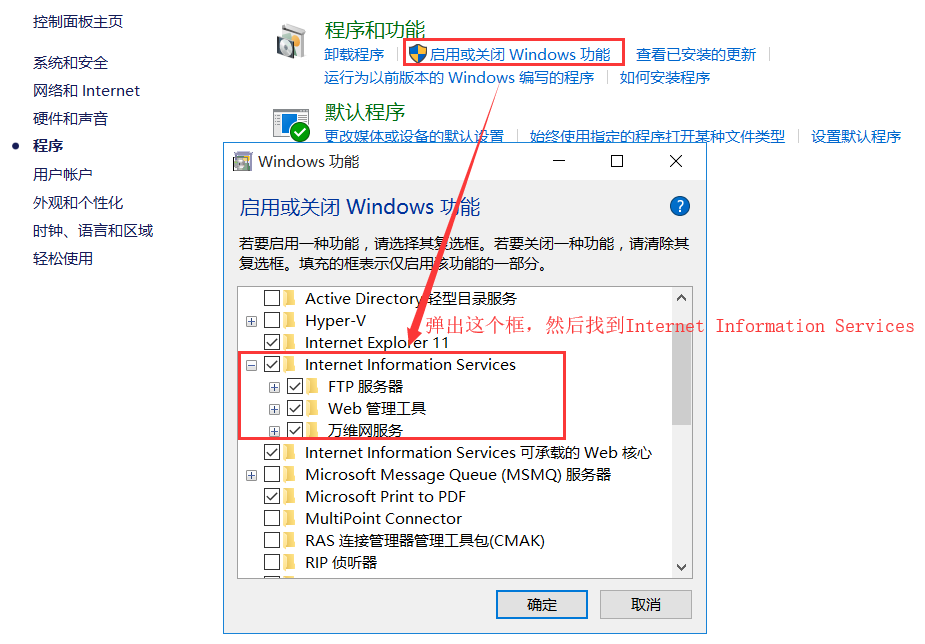 控制面板主页
系统和安全
网络和 Internet
硬件和声音
程序
用户帐户
外观和个性化
时钟、语言和区域
轻松使用
程序和功能
卸载程序 启用或关闭 Windows 功能 查看已安装的更新
运行为以前版本的 Windows 编写的程序 如何安装程序
默认程序
更改媒体或设备的默认设置 始终使用指定的程序打开某种文件类型 设置默认程序
Windows 功能
启用或关闭 Windows 功能
若要启用一种功能，请选择其复选框。若要关闭一种功能，请清除其
复选框。填充的框表示仅启用该功能的一部分。
Active Directory 轻型目录服务
Hyper-V
弹出这个框，然后找到Internet Information Services
Internet Explorer 11
Internet Information Services
FTP 服务器
Web 管理工具
万维网服务
Internet Information Services 可承载的 Web 核心
Microsoft Message Queue (MSMQ) 服务器
Microsoft Print to PDF
MultiPoint Connector
RAS 连接管理器管理工具包(CMAK)
RIP 侦听器
确定 取消